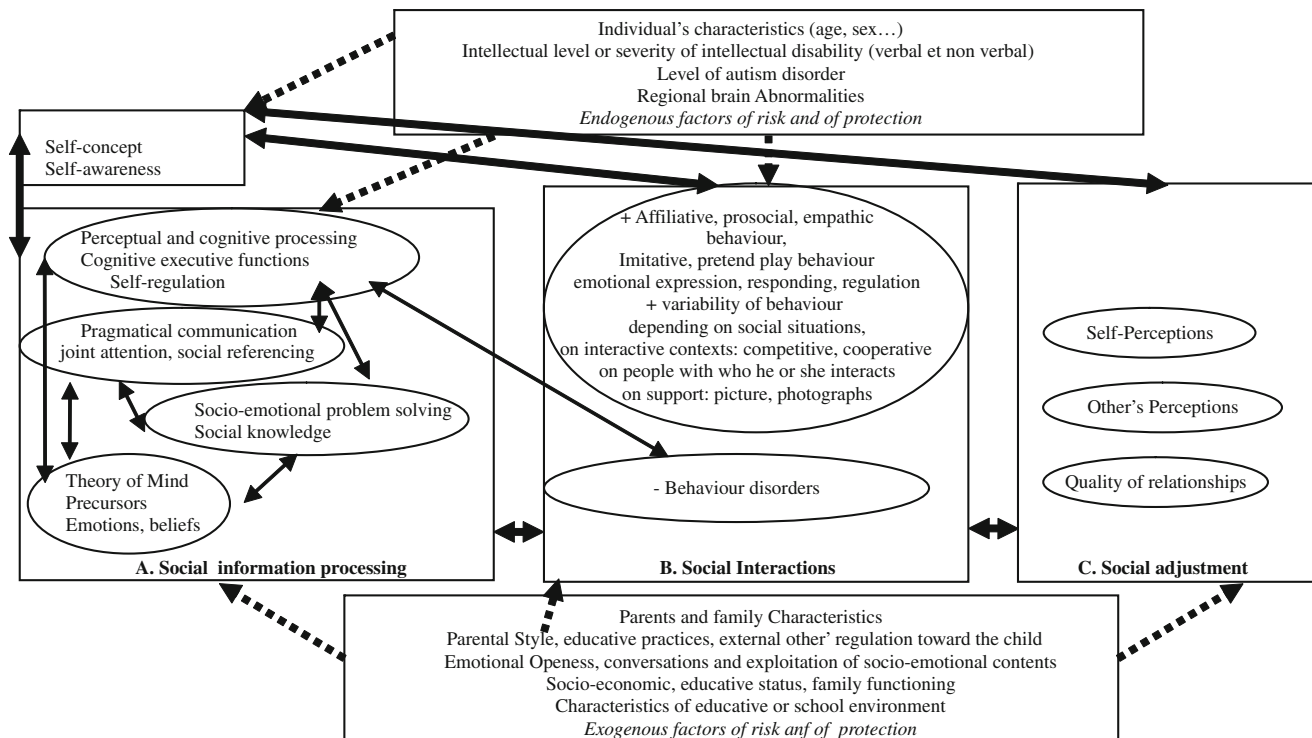 Individual's characteristics (age, sex…)
Intellectual level or severity of intellectual disability (verbal et non verbal)
Level of autism disorder
Regional brain Abnormalities
Endogenous factors of risk and of protection
Self-concept
Self-awareness
Perceptual and cognitive processing
Cognitive executive functions
Self-regulation
Pragmatical communication
joint attention, social referencing
Socio-emotional problem solving
Social knowledge
Theory of Mind
Precursors
Emotions, beliefs
A. Social information processing
+ Affiliative, prosocial, empathic
behaviour,
Imitative, pretend play behaviour
emotional expression, responding, regulation
+ variability of behaviour
depending on social situations,
on interactive contexts: competitive, cooperative
on people with who he or she interacts
on support: picture, photographs
- Behaviour disorders
B. Social Interactions
Self-Perceptions
Other's Perceptions
Quality of relationships
C. Social adjustment
Parents and family Characteristics
Parental Style, educative practices, external other' regulation toward the child
Emotional Openess, conversations and exploitation of socio-emotional contents
Socio-economic, educative status, family functioning
Characteristics of educative or school environment
Exogenous factors of risk anf of protection